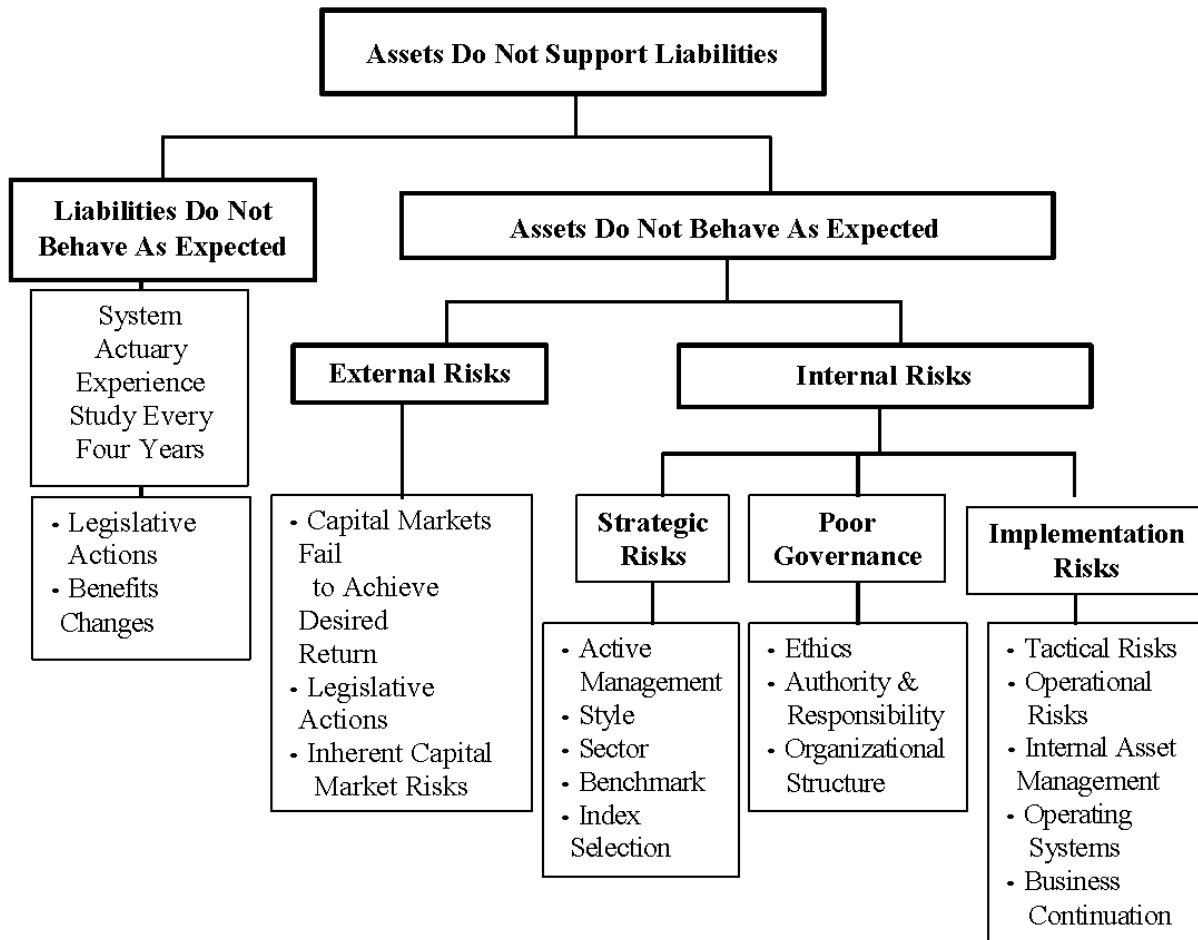 Assets Do Not Support Liabilities
Liabilities Do Not
Behave As Expected
Assets Do Not Behave As Expected
System
Actuary
Experience
Study Every
Four Years
• Legislative
Actions
• Benefits
Changes
External Risks
Internal Risks
• Capital Markets
Fail
to Achieve
Desired
Return
• Legislative
Actions
• Inherent Capital
Market Risks
Strategic
Risks
• Active
Management
• Style
• Sector
• Benchmark
• Index
Selection
Poor
Governance
• Ethics
• Authority &
Responsibility
• Organizational
Structure
Implementation
Risks
• Tactical Risks
• Operational
Risks
• Internal Asset
Management
• Operating
Systems
• Business
Continuation